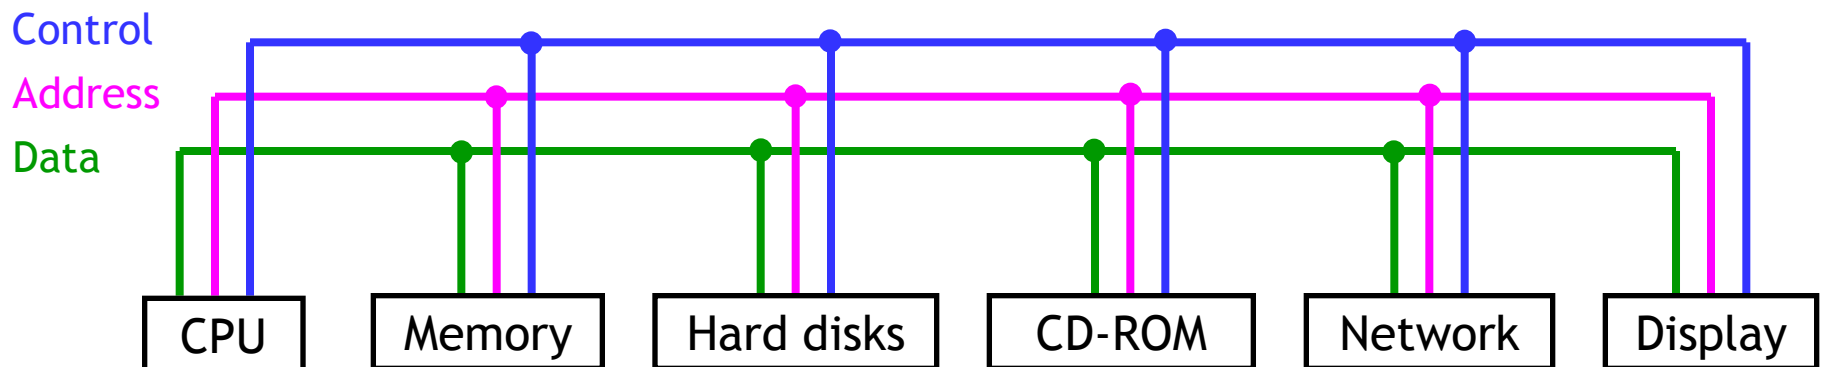 Control
Address
Data
CPU
Memory
Hard disks
CD-ROM
Network
Display